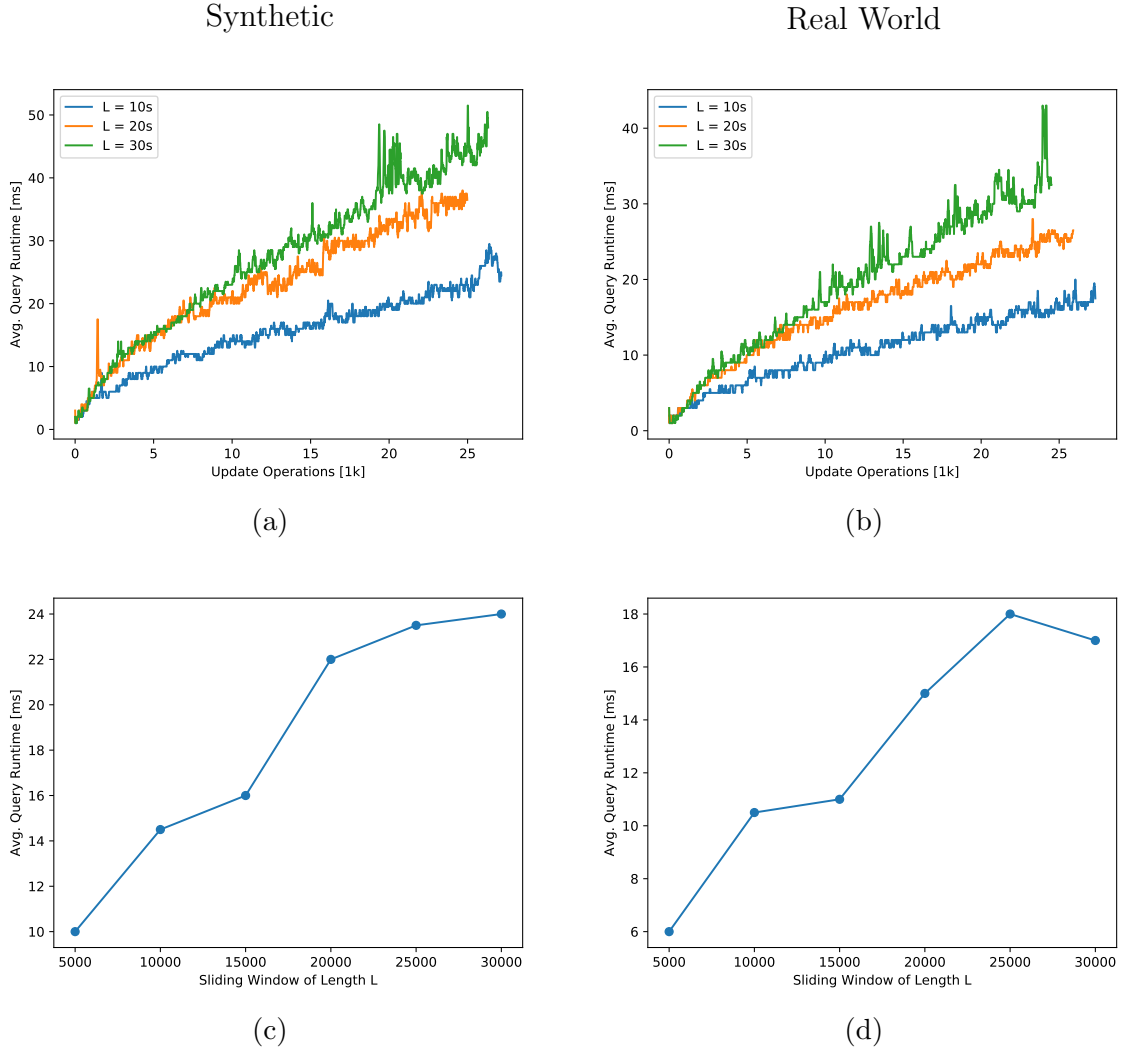 Synthetic
Real World
L = 10s
L = 20s
L = 30s
50
40
30
20
10
0
Avg. Query Runtime [ms]
0 5 10 15 20 25
Update Operations [1k]
(a)
L = 10s
L = 20s
L = 30s
40
30
20
10
0
Avg. Query Runtime [ms]
0 5 10 15 20 25
Update Operations [1k]
(b)
24
22
20
18
16
14
12
10
Avg. Query Runtime [ms]
5000 10000 15000 20000 25000 30000
Sliding Window of Length L
(c)
18
16
14
12
10
8
6
Avg. Query Runtime [ms]
5000 10000 15000 20000 25000 30000
Sliding Window of Length L
(d)